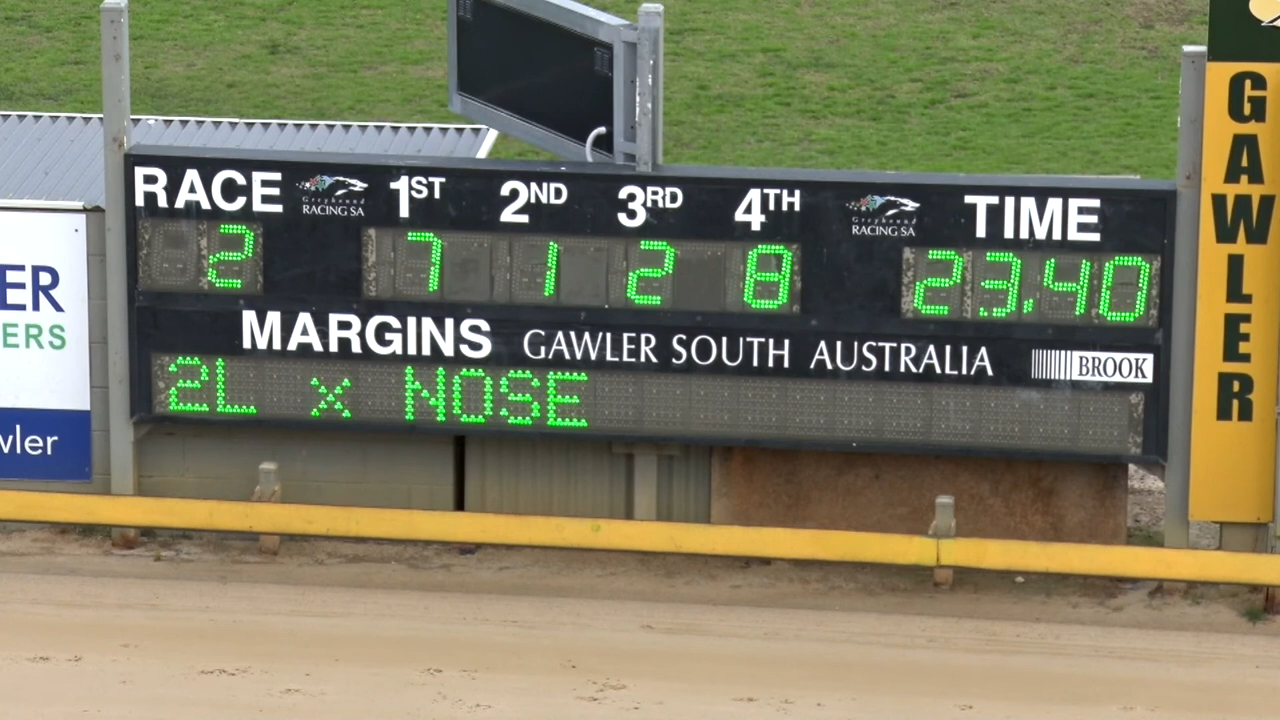 RACE 1ST 2ND 3RD 4TH TIME
Greyhound
RACING SA
Greyhound
RACING SA
2 7 1 2 8 23.40
MARGINS GAWLER SOUTH AUSTRALIA BROOK
2L x NOSE
GAWLER
ER
ERS
wler